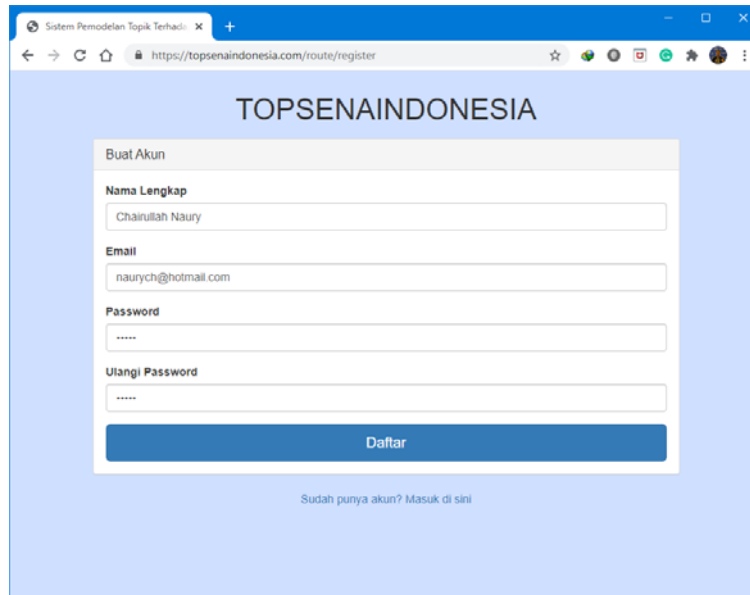 Sistem Pemodelan Topik Terhada
https://topsenaindonesia.com/route/register
TOPSENAINDONESIA
Buat Akun
Nama Lengkap
Chairullah Naury
Email
naurych@hotmail.com
Password
•••••
Ulangi Password
•••••
Daftar
Sudah punya akun? Masuk di sini